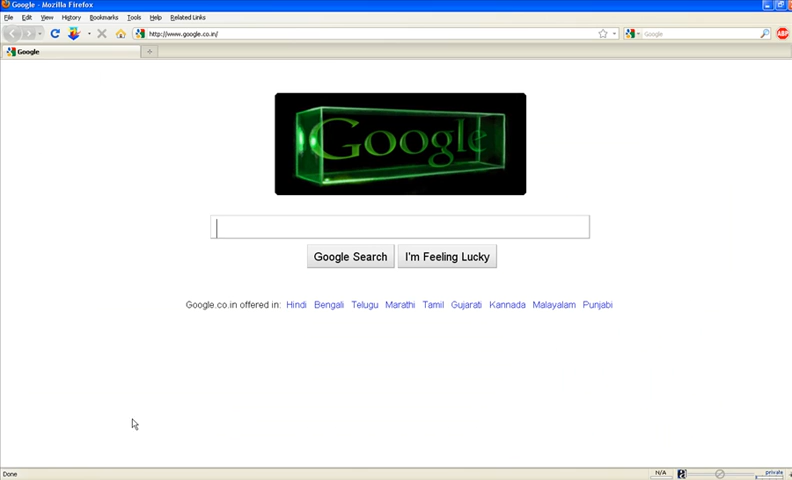 Google - Mozilla Firefox
File Edit View History Bookmarks Tools Help Related Links
http://www.google.co.in/ Google ABP
Google
Google
Google Search I'm Feeling Lucky
Google.co.in offered in: Hindi Bengali Telugu Marathi Tamil Gujarati Kannada Malayalam Punjabi
Done N/A private